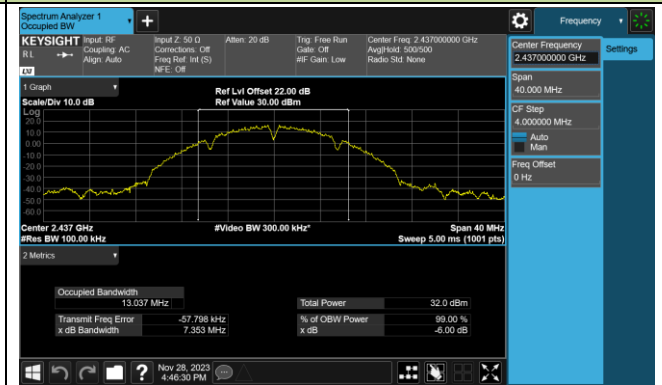 Spectrum Analyzer 1
Occupied BW
+
Frequency
KEYSIGHT
RL
LXI
Input: RF
Coupling: AC
Align: Auto
Input Z: 50 Ω
Corrections: Off
Freq Ref: Int (S)
NFE: Off
Atten: 20 dB
Trig: Free Run
Gate: Off
#IF Gain: Low
Center Freq: 2.437000000 GHz
Avg|Hold: 500/500
Radio Std: None
Center Frequency
2.437000000 GHz
Settings
Span
40.000 MHz
CF Step
4.000000 MHz
Auto
Man
Freq Offset
0 Hz
1 Graph
Scale/Div 10.0 dB
Ref Lvl Offset 22.00 dB
Ref Value 30.00 dBm
Log
20.0
10.0
0.00
-10.0
-20.0
-30.0
-40.0
-50.0
-60.0
Center 2.437 GHz
#Res BW 100.00 kHz
#Video BW 300.00 kHz*
Span 40 MHz
Sweep 5.00 ms (1001 pts)
2 Metrics
Occupied Bandwidth
13.037 MHz
Transmit Freq Error -57.798 kHz
x dB Bandwidth 7.353 MHz
Total Power 32.0 dBm
% of OBW Power 99.00 %
x dB -6.00 dB
?
Nov 28, 2023
4:46:30 PM